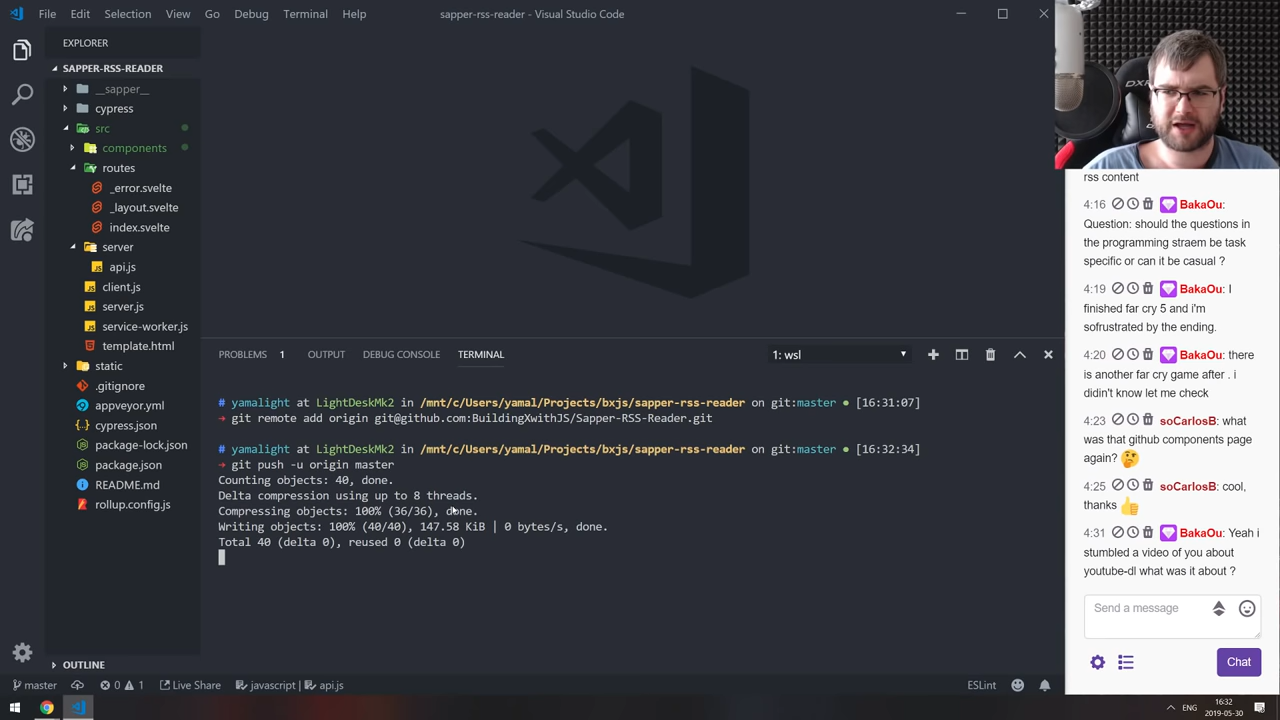 File Edit Selection View Go Debug Terminal Help
sapper-rss-reader - Visual Studio Code
EXPLORER
SAPPER-RSS-READER
__sapper__
cypress
src
components
routes
_error.svelte
_layout.svelte
index.svelte
server
api.js
client.js
server.js
service-worker.js
template.html
static
.gitignore
appveyor.yml
cypress.json
package-lock.json
package.json
README.md
rollup.config.js
OUTLINE
PROBLEMS 1 OUTPUT DEBUG CONSOLE TERMINAL 1: wsl
# yamalight at LightDeskMk2 in /mnt/c/Users/yamal/Projects/bxjs/sapper-rss-reader on git:master ● [16:31:07]
→ git remote add origin git@github.com:BuildingXwithJS/Sapper-RSS-Reader.git
# yamalight at LightDeskMk2 in /mnt/c/Users/yamal/Projects/bxjs/sapper-rss-reader on git:master ● [16:32:34]
→ git push -u origin master
Counting objects: 40, done.
Delta compression using up to 8 threads.
Compressing objects: 100% (36/36), done.
Writing objects: 100% (40/40), 147.58 KiB | 0 bytes/s, done.
Total 40 (delta 0), reused 0 (delta 0)
DXR
rss content
4:16 BakaOu:
Question: should the questions in
the programming straem be task
specific or can it be casual ?
4:19 BakaOu: I
finished far cry 5 and i'm
sofrustrated by the ending.
4:20 BakaOu: there
is another far cry game after . i
didin't know let me check
4:23 soCarlosB: what
was that github components page
again? 🤔
4:25 soCarlosB: cool,
thanks 👍
4:31 BakaOu: Yeah i
stumbled a video of you about
youtube-dl what was it about ?
Send a message
Chat
master 0 1 Live Share javascript | api.js ESLint
ENG 16:32
2019-05-30